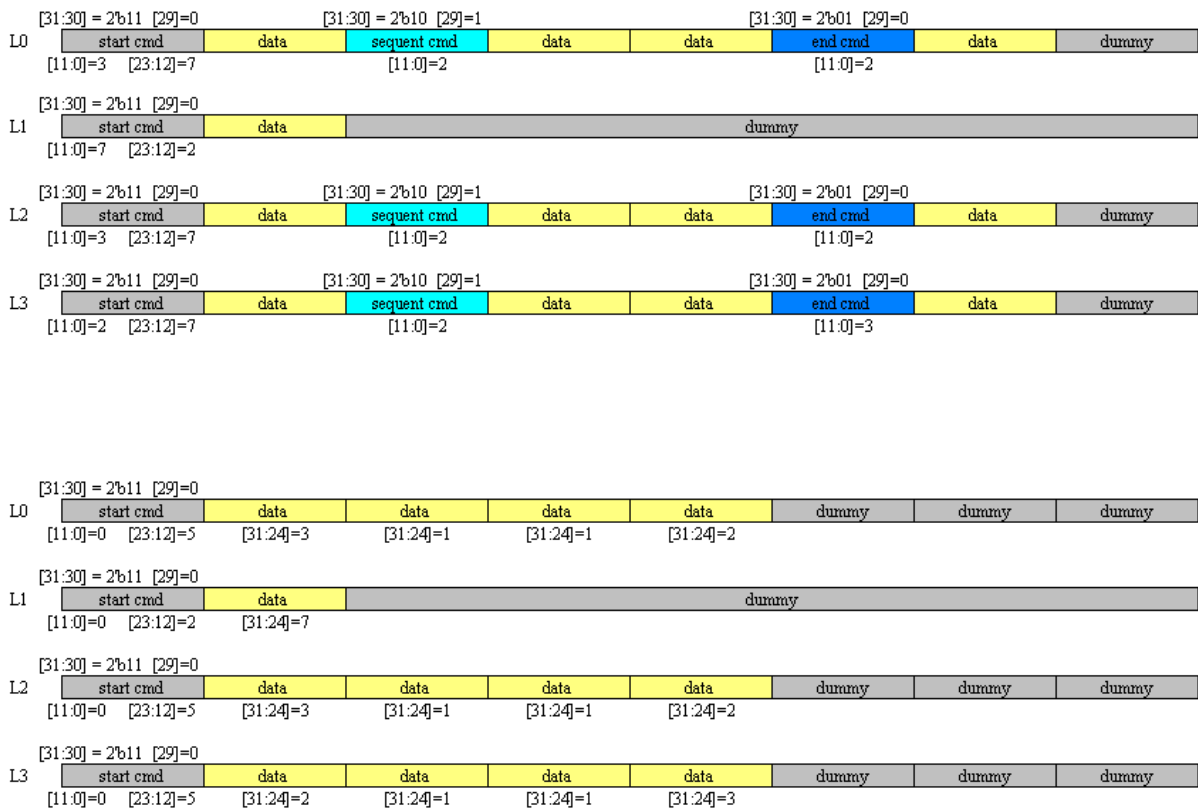 [31:30] = 2'b11 [29]=0 [31:30] = 2'b10 [29]=1 [31:30] = 2'b01 [29]=0
L0 start cmd data sequent cmd data data end cmd data dummy
[11:0]=3 [23:12]=7 [11:0]=2 [11:0]=2
[31:30] = 2'b11 [29]=0
L1 start cmd data dummy
[11:0]=7 [23:12]=2
[31:30] = 2'b11 [29]=0 [31:30] = 2'b10 [29]=1 [31:30] = 2'b01 [29]=0
L2 start cmd data sequent cmd data data end cmd data dummy
[11:0]=3 [23:12]=7 [11:0]=2 [11:0]=2
[31:30] = 2'b11 [29]=0 [31:30] = 2'b10 [29]=1 [31:30] = 2'b01 [29]=0
L3 start cmd data sequent cmd data data end cmd data dummy
[11:0]=2 [23:12]=7 [11:0]=2 [11:0]=3
[31:30] = 2'b11 [29]=0
L0 start cmd data data data data dummy dummy dummy
[11:0]=0 [23:12]=5 [31:24]=3 [31:24]=1 [31:24]=1 [31:24]=2
[31:30] = 2'b11 [29]=0
L1 start cmd data dummy
[11:0]=0 [23:12]=2 [31:24]=7
[31:30] = 2'b11 [29]=0
L2 start cmd data data data data dummy dummy dummy
[11:0]=0 [23:12]=5 [31:24]=3 [31:24]=1 [31:24]=1 [31:24]=2
[31:30] = 2'b11 [29]=0
L3 start cmd data data data data dummy dummy dummy
[11:0]=0 [23:12]=5 [31:24]=2 [31:24]=1 [31:24]=1 [31:24]=3